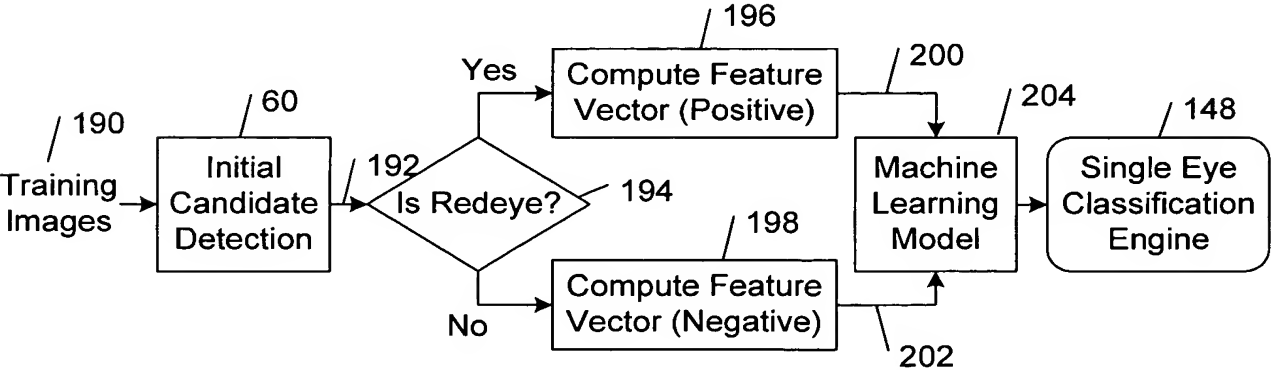 190
Training
Images
60
Initial
Candidate
Detection
192
Is Redeye?
194
Yes
No
196
Compute Feature
Vector (Positive)
200
198
Compute Feature
Vector (Negative)
202
204
Machine
Learning
Model
148
Single Eye
Classification
Engine